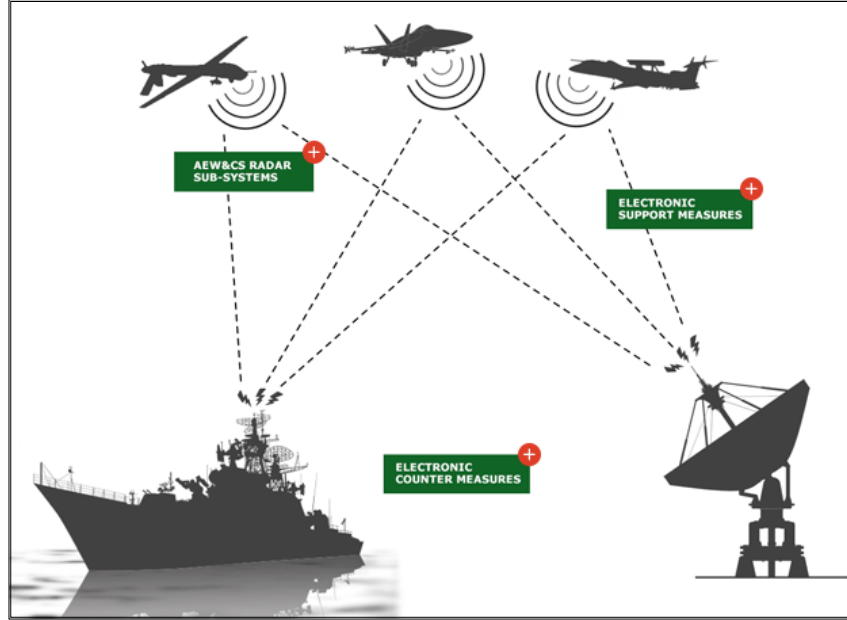 AEW&CS RADAR
SUB-SYSTEMS
ELECTRONIC
SUPPORT MEASURES
ELECTRONIC
COUNTER MEASURES